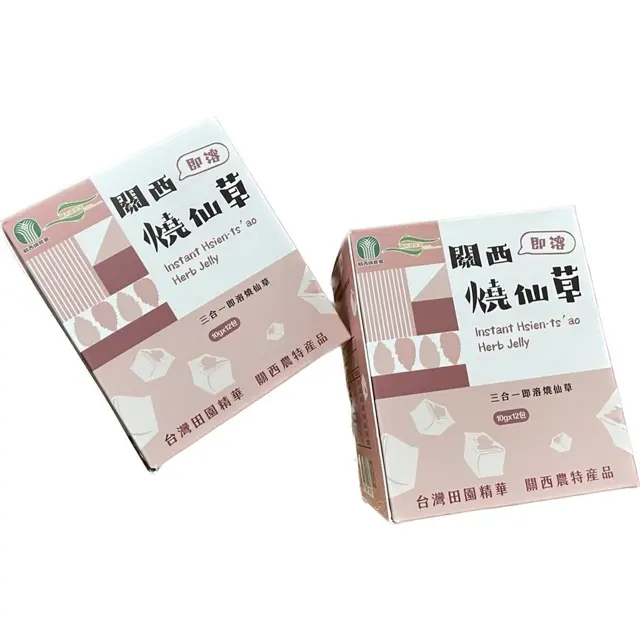 關西
即溶
燒仙草
Instant Hsien-ts'ao
Herb Jelly
三合一即溶燒仙草
10gx12包
台灣田園精華 關西農特產品
關西
即溶
燒仙草
Instant Hsien-ts'ao
Herb Jelly
三合一即溶燒仙草
10gx12包
台灣田園精華 關西農特產品